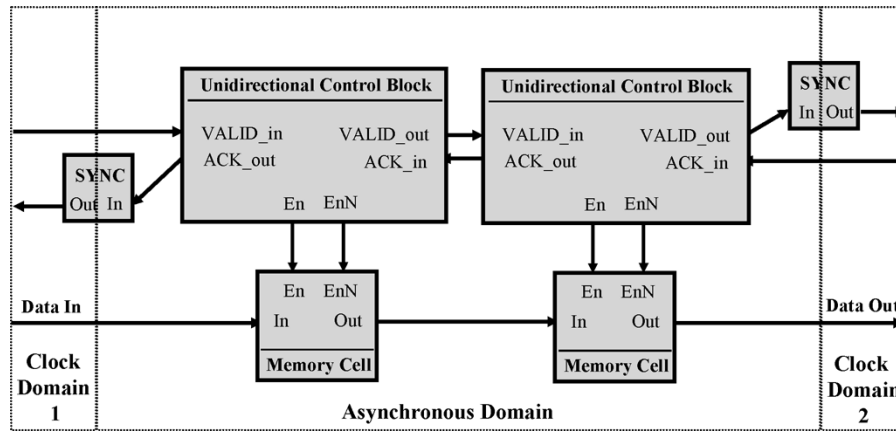 Unidirectional Control Block
VALID_in VALID_out
ACK_out ACK_in
En EnN
Unidirectional Control Block
VALID_in VALID_out
ACK_out ACK_in
En EnN
SYNC
In Out
SYNC
Out In
En EnN
In Out
Memory Cell
En EnN
In Out
Memory Cell
Data In
Data Out
Clock
Domain
1
Asynchronous Domain
Clock
Domain
2